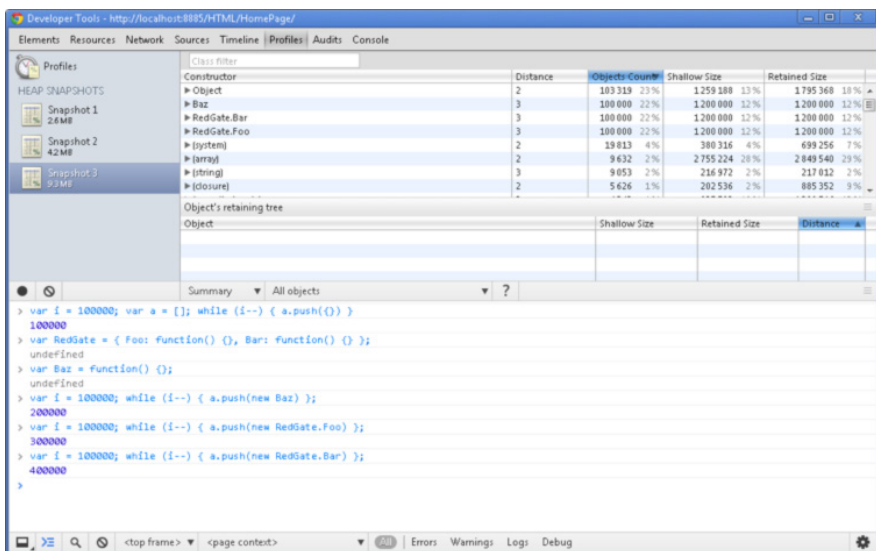 Developer Tools - http://localhost:8885/HTML/HomePage/
Elements Resources Network Sources Timeline Profiles Audits Console
Profiles
HEAP SNAPSHOTS
Snapshot 1
2.6MB
Snapshot 2
4.2MB
Snapshot 3
9.3MB
Class filter
Constructor Distance Objects Count Shallow Size Retained Size
Object 2 103 319 23% 1 259 188 13% 1 795 368 18%
Baz 3 100 000 22% 1 200 000 12% 1 200 000 12%
RedGate.Bar 3 100 000 22% 1 200 000 12% 1 200 000 12%
RedGate.Foo 3 100 000 22% 1 200 000 12% 1 200 000 12%
(system) 2 19 813 4% 380 316 4% 699 256 7%
(array) 2 9 632 2% 2 755 224 28% 2 849 540 29%
(string) 3 9 053 2% 216 972 2% 217 012 2%
(closure) 2 5 626 1% 202 536 2% 885 352 9%
Object's retaining tree
Object Shallow Size Retained Size Distance
Summary All objects ?
> var i = 100000; var a = []; while (i--) { a.push({}) }
100000
> var RedGate = { Foo: function() {}, Bar: function() {} };
undefined
> var Baz = function() {};
undefined
> var i = 100000; while (i--) { a.push(new Baz) };
200000
> var i = 100000; while (i--) { a.push(new RedGate.Foo) };
300000
> var i = 100000; while (i--) { a.push(new RedGate.Bar) };
400000
>
<top frame> <page context> All Errors Warnings Logs Debug